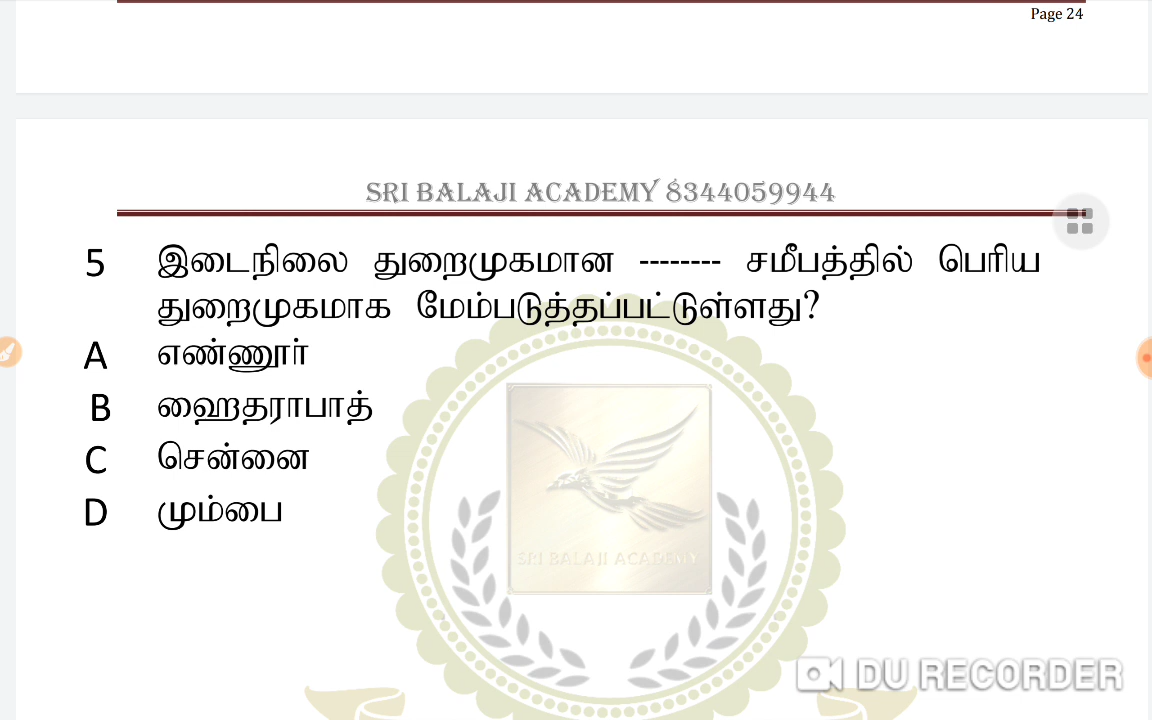 Page 24
SRI BALAJI ACADEMY 8344059944
5 இடைநிலை துறைமுகமான -------- சமீபத்தில் பெரிய
துறைமுகமாக மேம்படுத்தப்பட்டுள்ளது?
A எண்ணூர்
B ஹைதராபாத்
C சென்னை
D மும்பை
SRI BALAJI ACADEMY
DU RECORDER